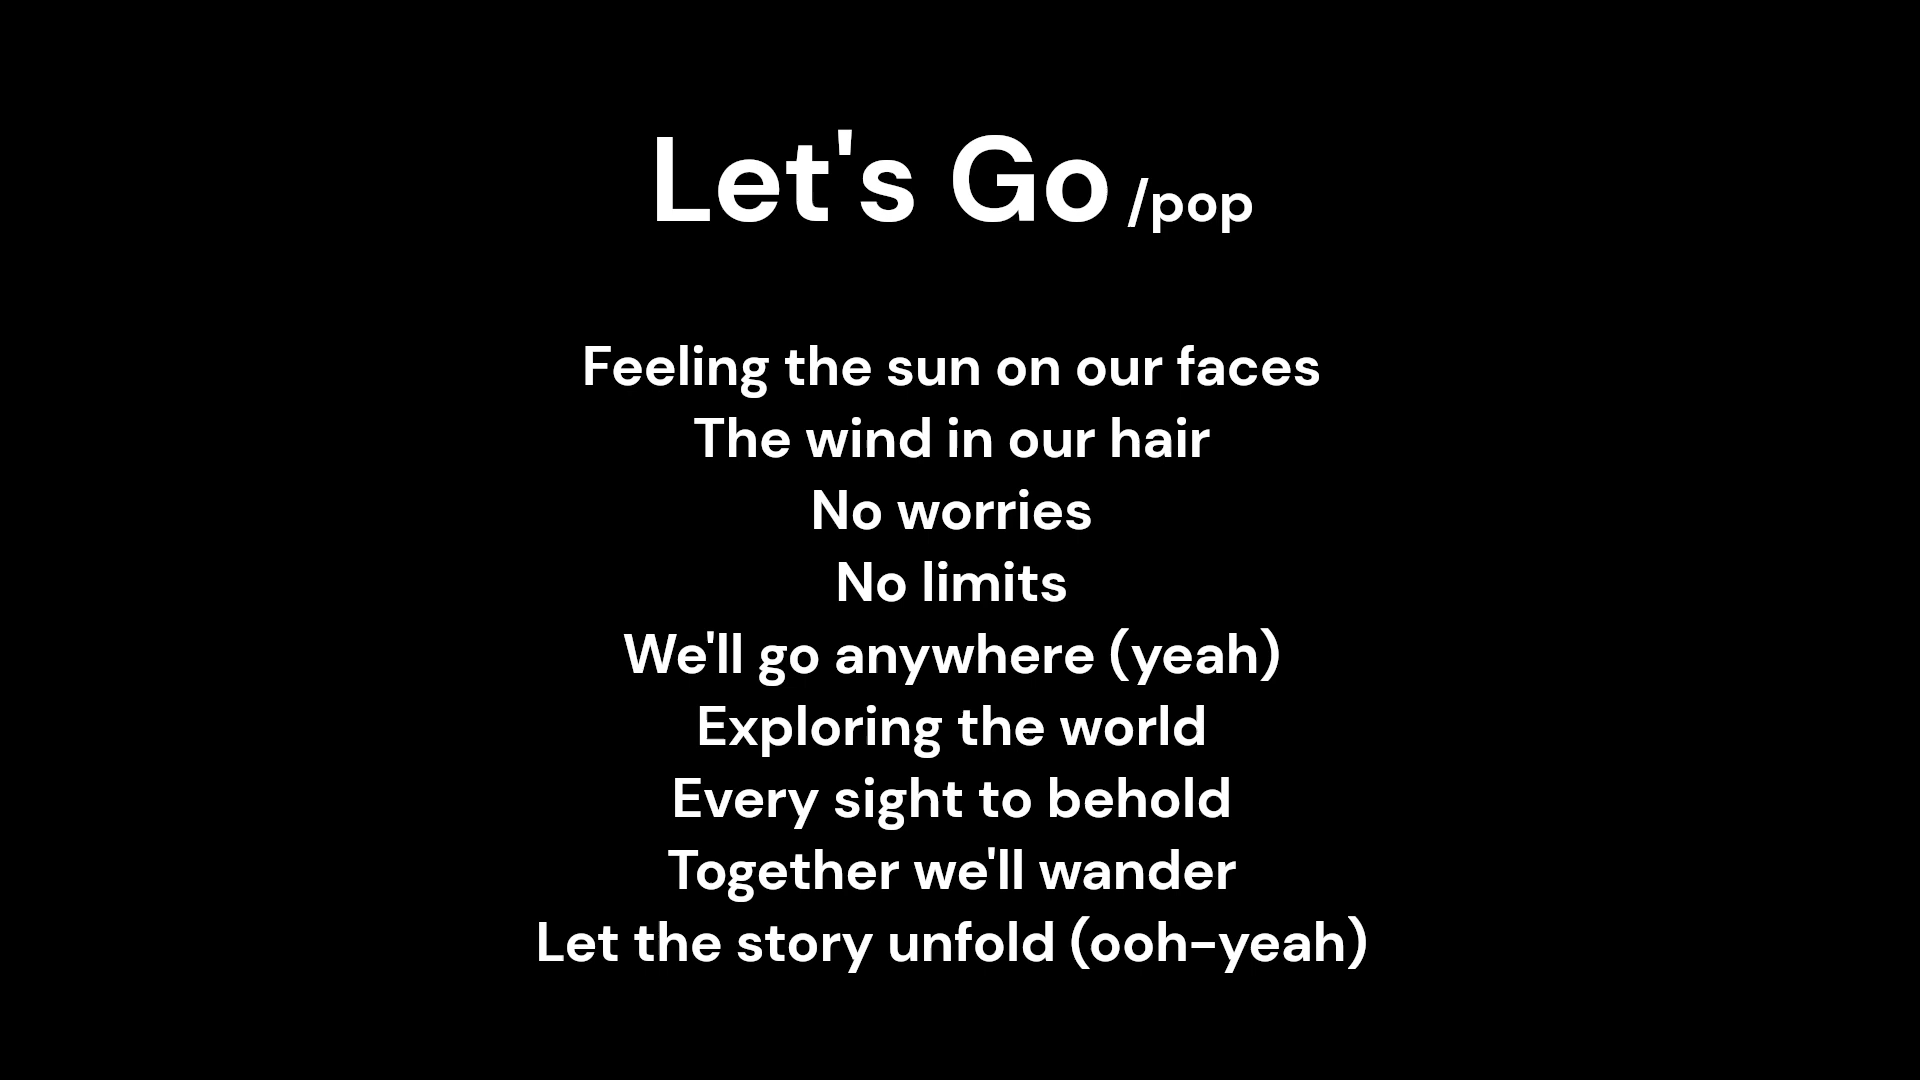 Let's Go /pop
Feeling the sun on our faces
The wind in our hair
No worries
No limits
We'll go anywhere (yeah)
Exploring the world
Every sight to behold
Together we'll wander
Let the story unfold (ooh-yeah)